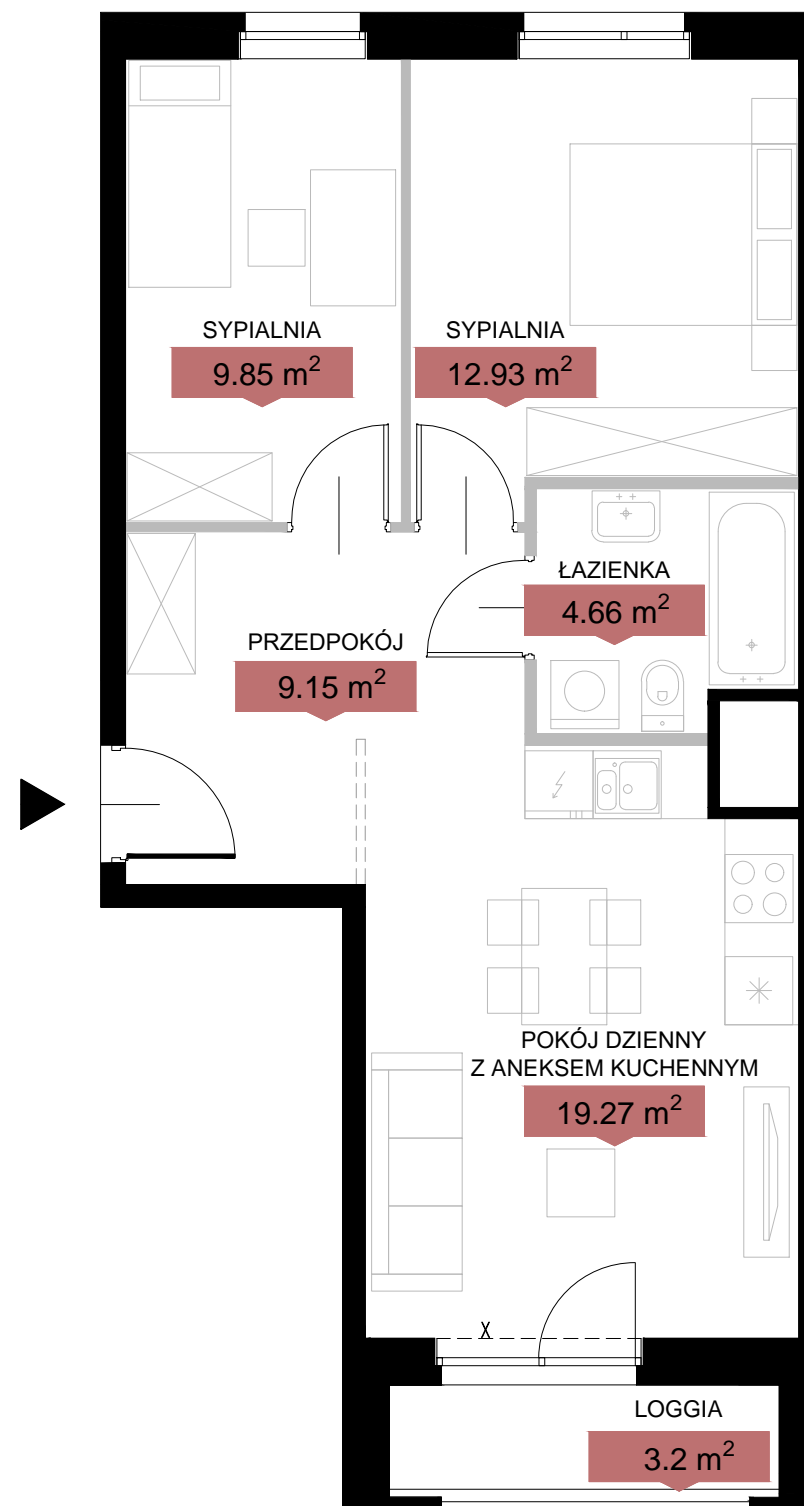 SYPIALNIA
9.85 m²
SYPIALNIA
12.93 m²
ŁAZIENKA
4.66 m²
PRZEDPOKÓJ
9.15 m²
POKÓJ DZIENNY
Z ANEKSEM KUCHENNYM
19.27 m²
X
LOGGIA
3.2 m²